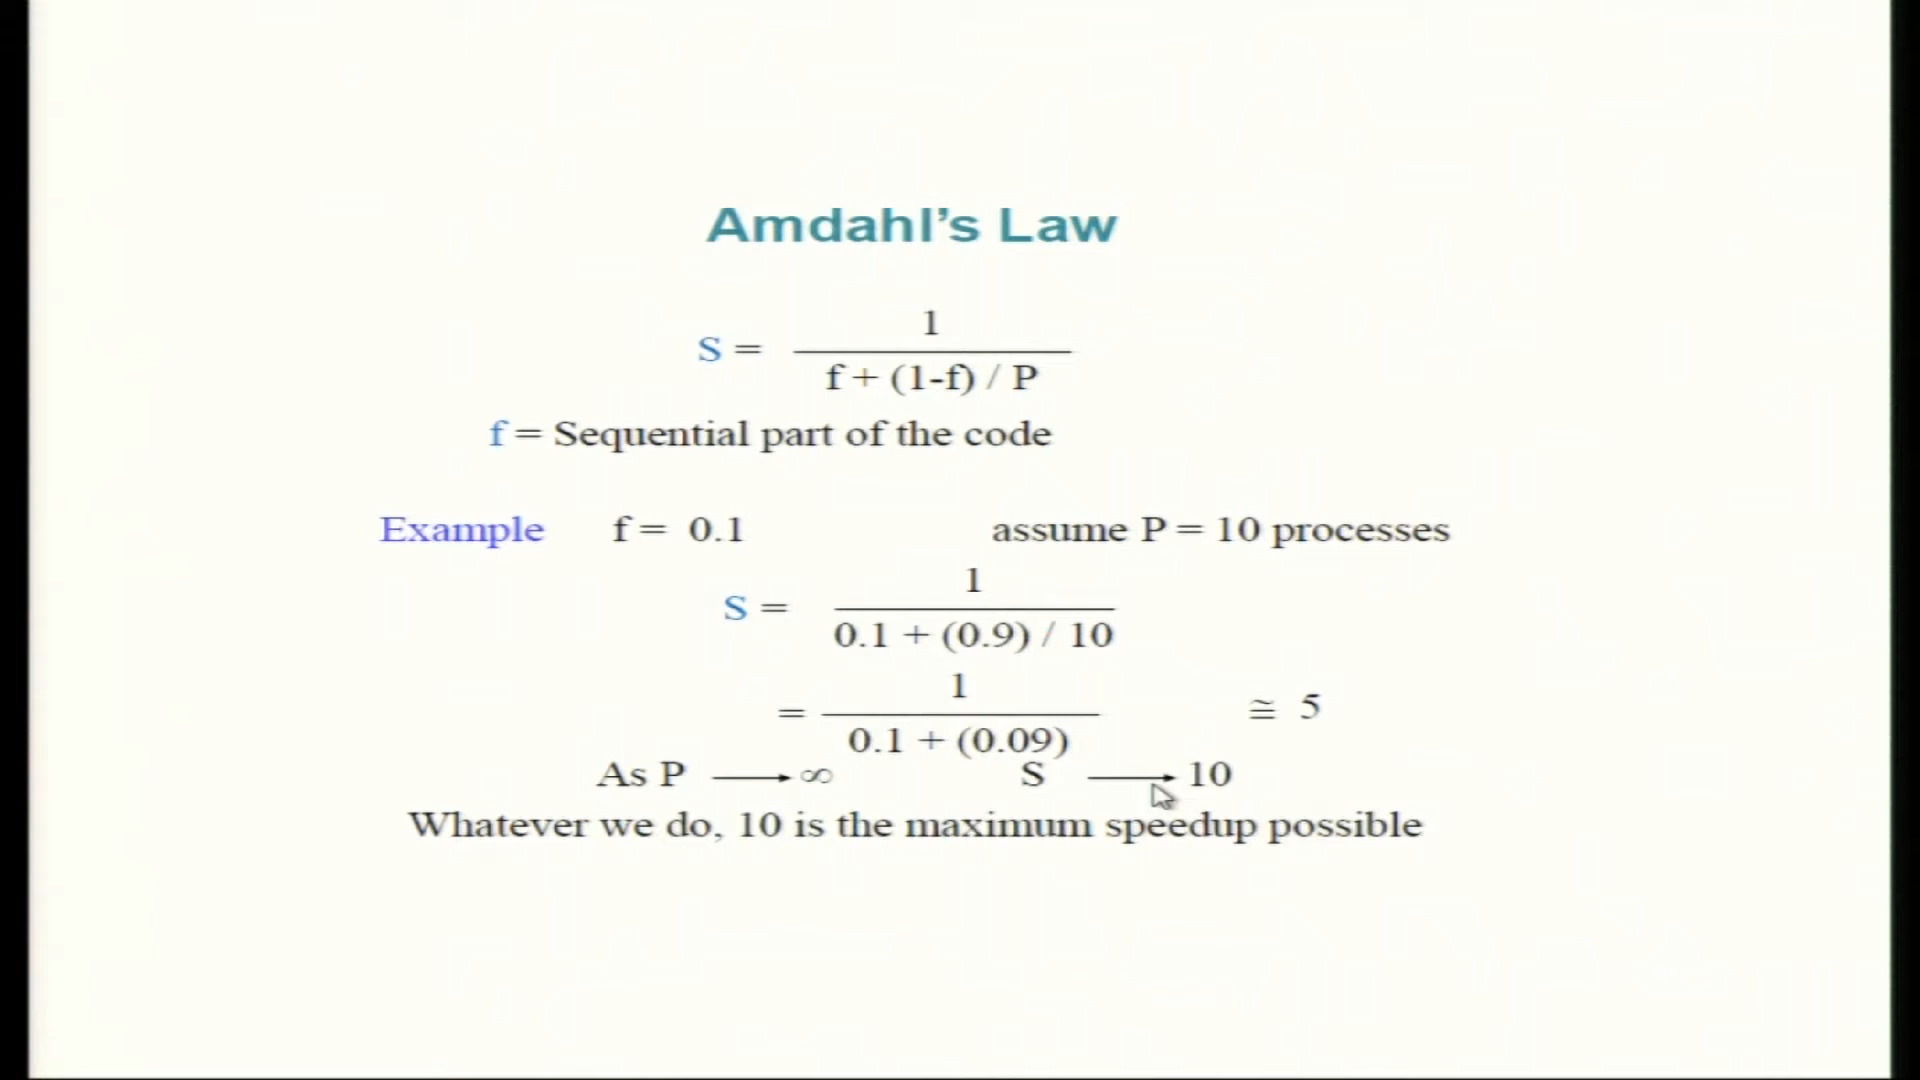 Amdahl's Law
1
S =
f + (1-f) / P
f = Sequential part of the code
Example f = 0.1 assume P = 10 processes
1
S =
0.1 + (0.9) / 10
1
= ≅ 5
0.1 + (0.09)
As P ⟶ ∞ S ⟶ 10
Whatever we do, 10 is the maximum speedup possible